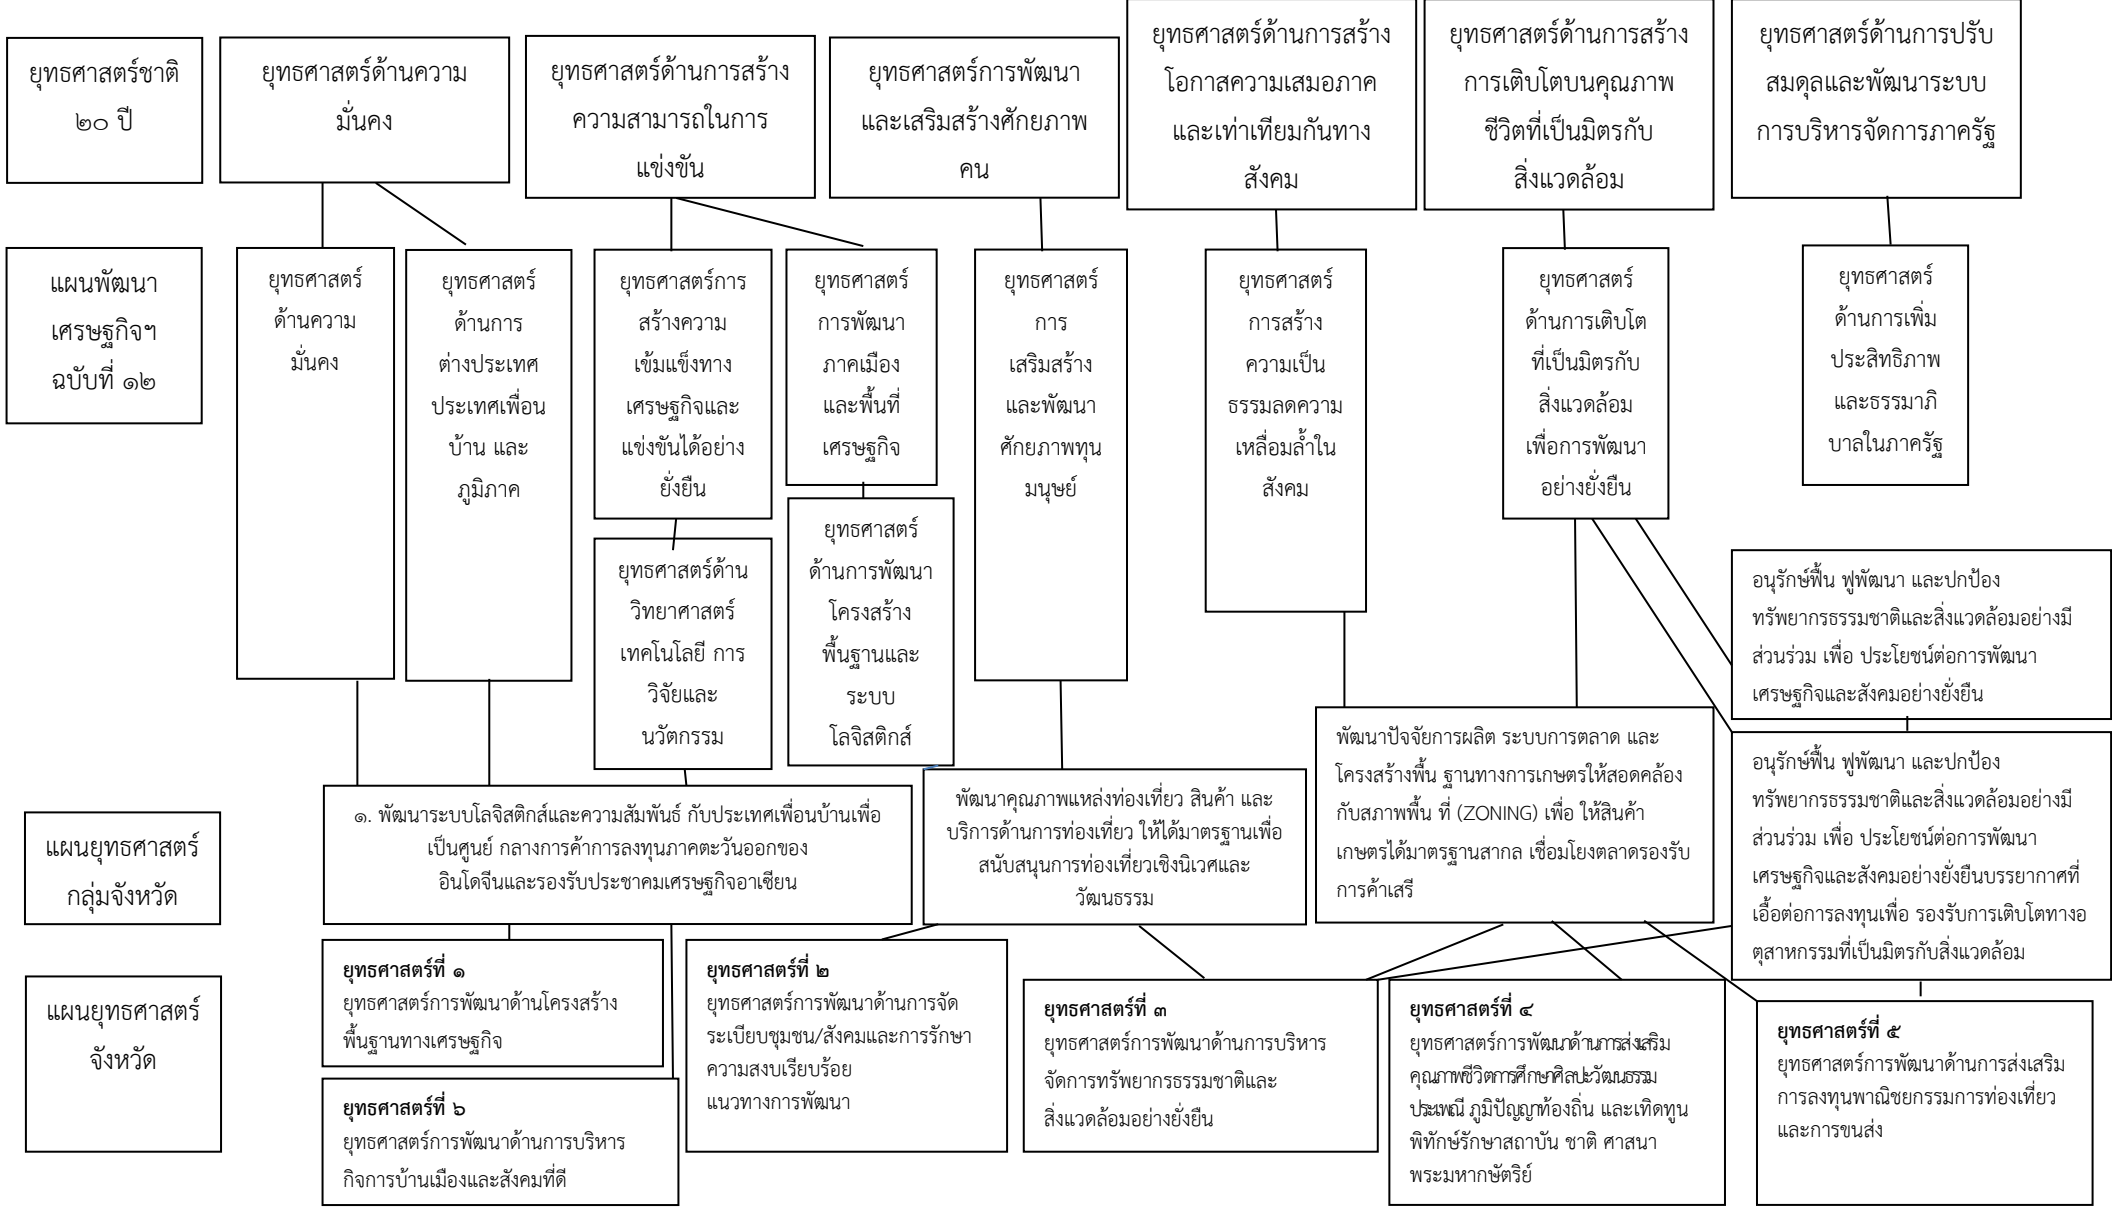 ยุทธศาสตร์ชาติ
๒๐ ปี
ยุทธศาสตร์ด้านความ
มั่นคง
ยุทธศาสตร์ด้านการสร้าง
ความสามารถในการ
แข่งขัน
ยุทธศาสตร์การพัฒนา
และเสริมสร้างศักยภาพ
คน
ยุทธศาสตร์ด้านการสร้าง
โอกาสความเสมอภาค
และเท่าเทียมกันทาง
สังคม
ยุทธศาสตร์ด้านการสร้าง
การเติบโตบนคุณภาพ
ชีวิตที่เป็นมิตรกับ
สิ่งแวดล้อม
ยุทธศาสตร์ด้านการปรับ
สมดุลและพัฒนาระบบ
การบริหารจัดการภาครัฐ
แผนพัฒนา
เศรษฐกิจฯ
ฉบับที่ ๑๒
ยุทธศาสตร์
ด้านความ
มั่นคง
ยุทธศาสตร์
ด้านการ
ต่างประเทศ
ประเทศเพื่อน
บ้าน และ
ภูมิภาค
ยุทธศาสตร์การ
สร้างความ
เข้มแข็งทาง
เศรษฐกิจและ
แข่งขันได้อย่าง
ยั่งยืน
ยุทธศาสตร์
การพัฒนา
ภาคเมือง
และพื้นที่
เศรษฐกิจ
ยุทธศาสตร์
การ
เสริมสร้าง
และพัฒนา
ศักยภาพทุน
มนุษย์
ยุทธศาสตร์
การสร้าง
ความเป็น
ธรรมลดความ
เหลื่อมล้ำใน
สังคม
ยุทธศาสตร์
ด้านการเติบโต
ที่เป็นมิตรกับ
สิ่งแวดล้อม
เพื่อการพัฒนา
อย่างยั่งยืน
ยุทธศาสตร์
ด้านการเพิ่ม
ประสิทธิภาพ
และธรรมาภิ
บาลในภาครัฐ
ยุทธศาสตร์ด้าน
วิทยาศาสตร์
เทคโนโลยี การ
วิจัยและ
นวัตกรรม
ยุทธศาสตร์
ด้านการพัฒนา
โครงสร้าง
พื้นฐานและ
ระบบ
โลจิสติกส์
อนุรักษ์ฟื้น ฟูพัฒนา และปกป้อง
ทรัพยากรธรรมชาติและสิ่งแวดล้อมอย่างมี
ส่วนร่วม เพื่อ ประโยชน์ต่อการพัฒนา
เศรษฐกิจและสังคมอย่างยั่งยืน
แผนยุทธศาสตร์
กลุ่มจังหวัด
๑. พัฒนาระบบโลจิสติกส์และความสัมพันธ์ กับประเทศเพื่อนบ้านเพื่อ
เป็นศูนย์ กลางการค้าการลงทุนภาคตะวันออกของ
อินโดจีนและรองรับประชาคมเศรษฐกิจอาเซียน
พัฒนาคุณภาพแหล่งท่องเที่ยว สินค้า และ
บริการด้านการท่องเที่ยว ให้ได้มาตรฐานเพื่อ
สนับสนุนการท่องเที่ยวเชิงนิเวศและ
วัฒนธรรม
พัฒนาปัจจัยการผลิต ระบบการตลาด และ
โครงสร้างพื้น ฐานทางการเกษตรให้สอดคล้อง
กับสภาพพื้น ที่ (ZONING) เพื่อ ให้สินค้า
เกษตรได้มาตรฐานสากล เชื่อมโยงตลาดรองรับ
การค้าเสรี
อนุรักษ์ฟื้น ฟูพัฒนา และปกป้อง
ทรัพยากรธรรมชาติและสิ่งแวดล้อมอย่างมี
ส่วนร่วม เพื่อ ประโยชน์ต่อการพัฒนา
เศรษฐกิจและสังคมอย่างยั่งยืนบรรยากาศที่
เอื้อต่อการลงทุนเพื่อ รองรับการเติบโตทางอ
ุตสาหกรรมที่เป็นมิตรกับสิ่งแวดล้อม
แผนยุทธศาสตร์
จังหวัด
ยุทธศาสตร์ที่ ๑
ยุทธศาสตร์การพัฒนาด้านโครงสร้าง
พื้นฐานทางเศรษฐกิจ
ยุทธศาสตร์ที่ ๖
ยุทธศาสตร์การพัฒนาด้านการบริหาร
กิจการบ้านเมืองและสังคมที่ดี
ยุทธศาสตร์ที่ ๒
ยุทธศาสตร์การพัฒนาด้านการจัด
ระเบียบชุมชน/สังคมและการรักษา
ความสงบเรียบร้อย
แนวทางการพัฒนา
ยุทธศาสตร์ที่ ๓
ยุทธศาสตร์การพัฒนาด้านการบริหาร
จัดการทรัพยากรธรรมชาติและ
สิ่งแวดล้อมอย่างยั่งยืน
ยุทธศาสตร์ที่ ๔
ยุทธศาสตร์การพัฒนาด้านการส่งเสริม
คุณภาพชีวิตการศึกษาศิลปะวัฒนธรรม
ประเพณี ภูมิปัญญาท้องถิ่น และเทิดทูน
พิทักษ์รักษาสถาบัน ชาติ ศาสนา
พระมหากษัตริย์
ยุทธศาสตร์ที่ ๕
ยุทธศาสตร์การพัฒนาด้านการส่งเสริม
การลงทุนพาณิชยกรรมการท่องเที่ยว
และการขนส่ง